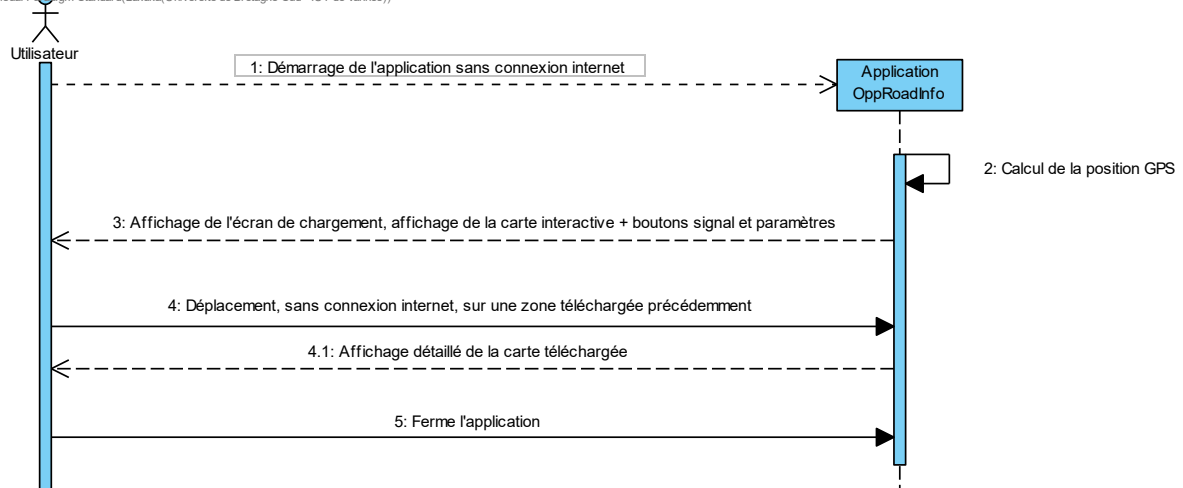 Utilisateur
1: Démarrage de l'application sans connexion internet
Application
OppRoadInfo
2: Calcul de la position GPS
3: Affichage de l'écran de chargement, affichage de la carte interactive + boutons signal et paramètres
4: Déplacement, sans connexion internet, sur une zone téléchargée précédemment
4.1: Affichage détaillé de la carte téléchargée
5: Ferme l'application